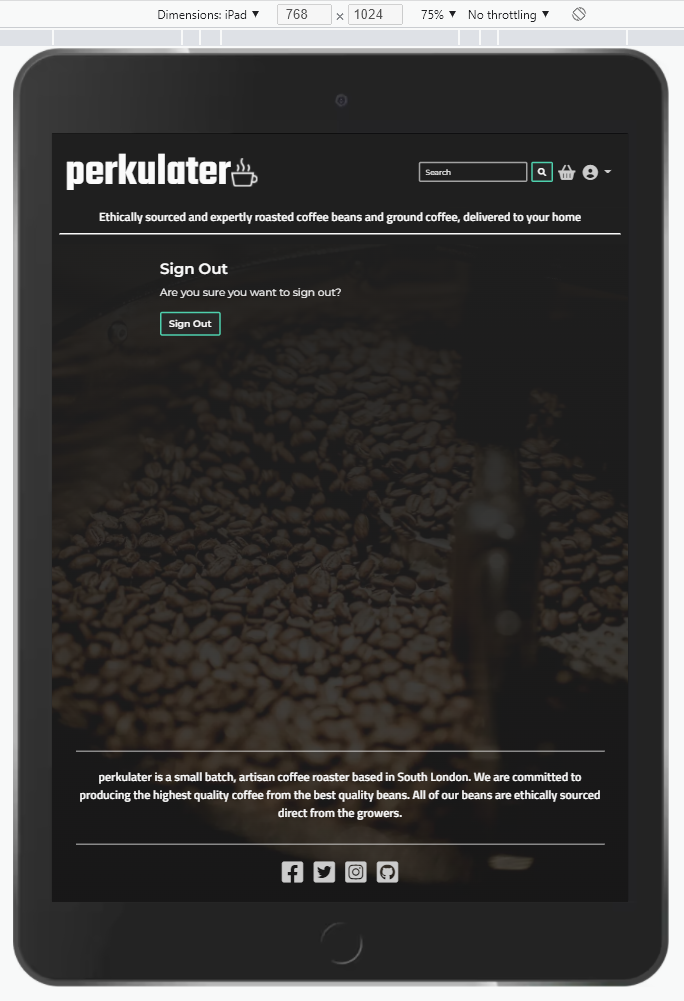 Dimensions: iPad 768 × 1024 75% No throttling
perkulater
Search
Ethically sourced and expertly roasted coffee beans and ground coffee, delivered to your home
Sign Out
Are you sure you want to sign out?
Sign Out
perkulater is a small batch, artisan coffee roaster based in South London. We are committed to
producing the highest quality coffee from the best quality beans. All of our beans are ethically sourced
direct from the growers.